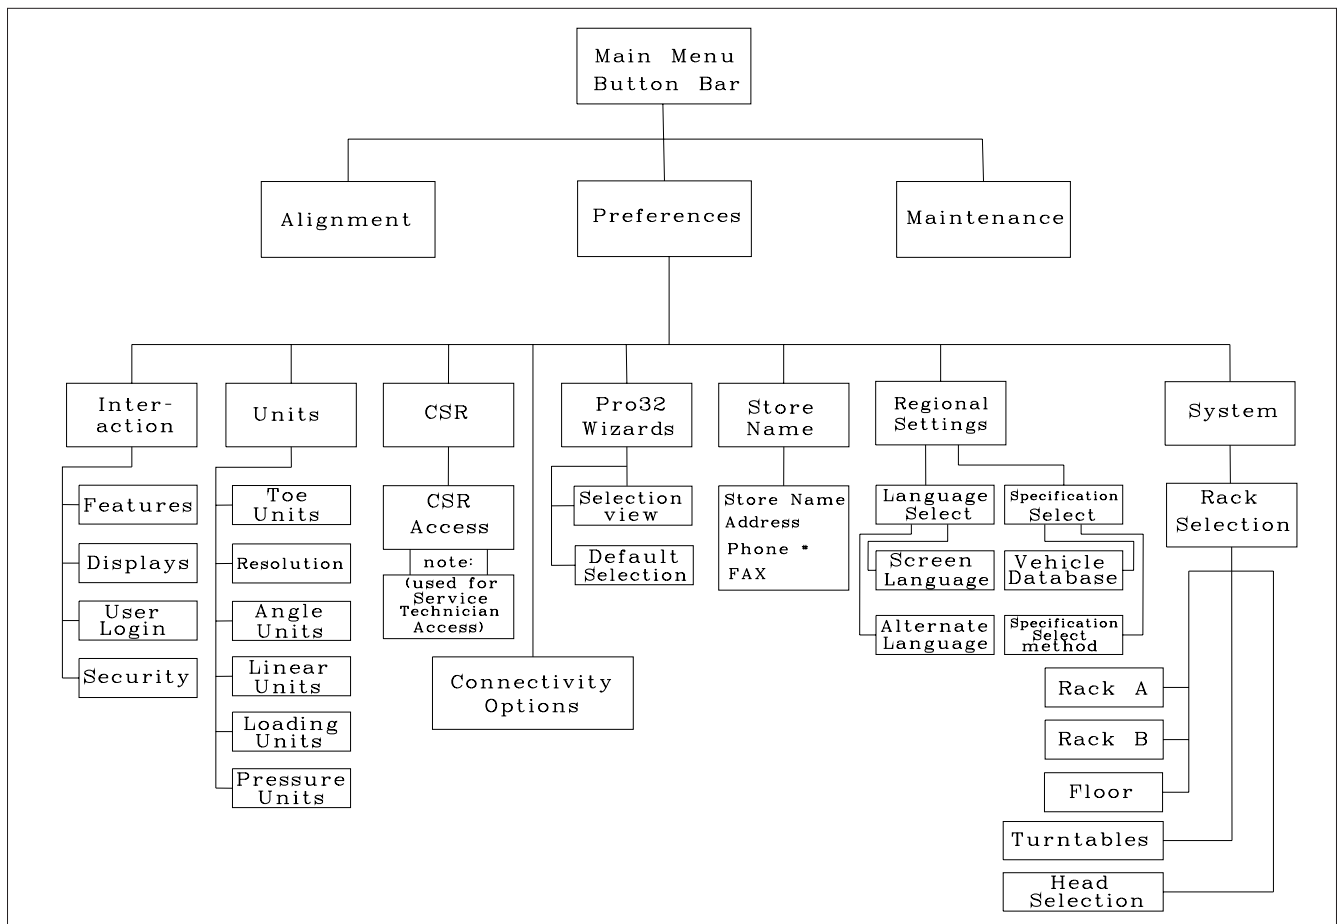 Main Menu
Button Bar
Alignment
Preferences
Maintenance
Inter-
action
Units
CSR
Pro32
Wizards
Store
Name
Regional
Settings
System
Features
Displays
User
Login
Security
Toe
Units
Resolution
Angle
Units
Linear
Units
Loading
Units
Pressure
Units
CSR
Access
note:
(used for
Service
Technician
Access)
Connectivity
Options
Selection
view
Default
Selection
Store Name
Address
Phone *
FAX
Language
Select
Screen
Language
Alternate
Language
Specification
Select
Vehicle
Database
Specification
Select
method
Rack
Selection
Rack A
Rack B
Floor
Turntables
Head
Selection